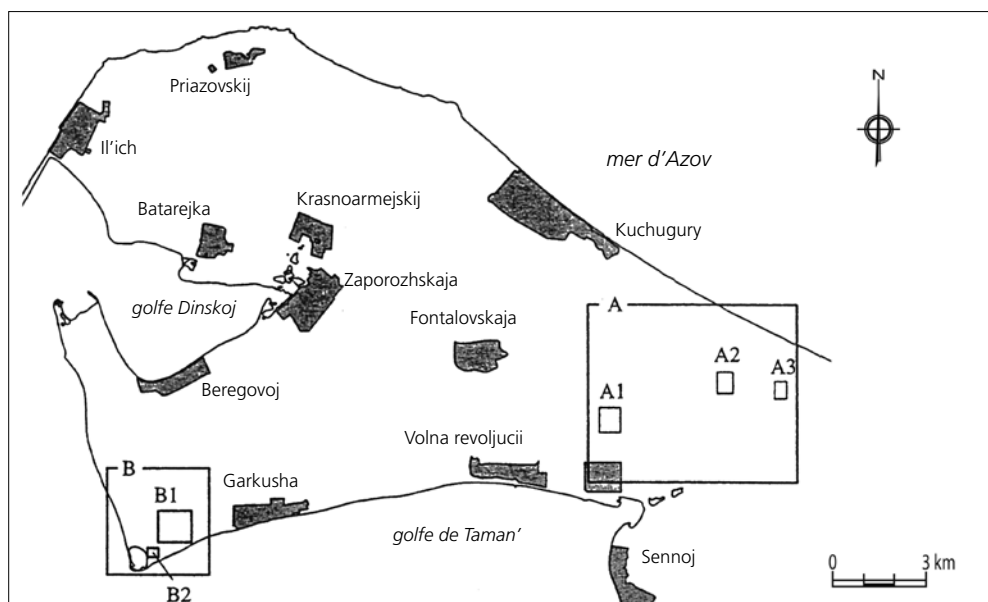 Priazovskij
N
Il'ich
mer d'Azov
Batarejka
Krasnoarmejskij
Kuchugury
Zaporozhskaja
golfe Dinskoj
Fontalovskaja
A
A2
A3
Beregovoj
A1
Volna revoljucii
B
Garkusha
B1
golfe de Taman'
Sennoj
0 3 km
B2